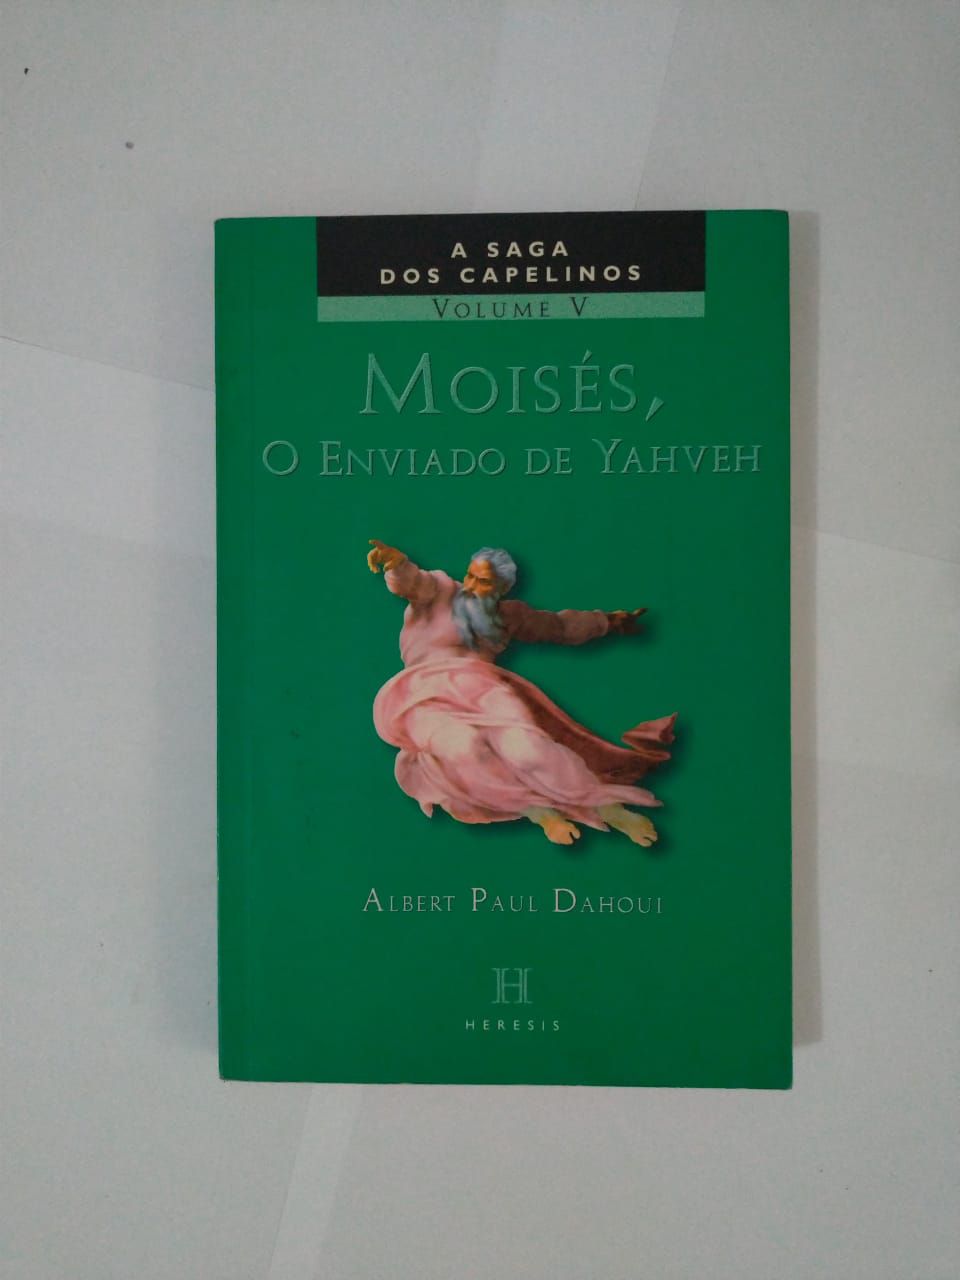 A SAGA
DOS CAPELINOS
VOLUME V
MOISÉS,
O ENVIADO DE YAHVEH
ALBERT PAUL DAHOUI
H
HERESIS